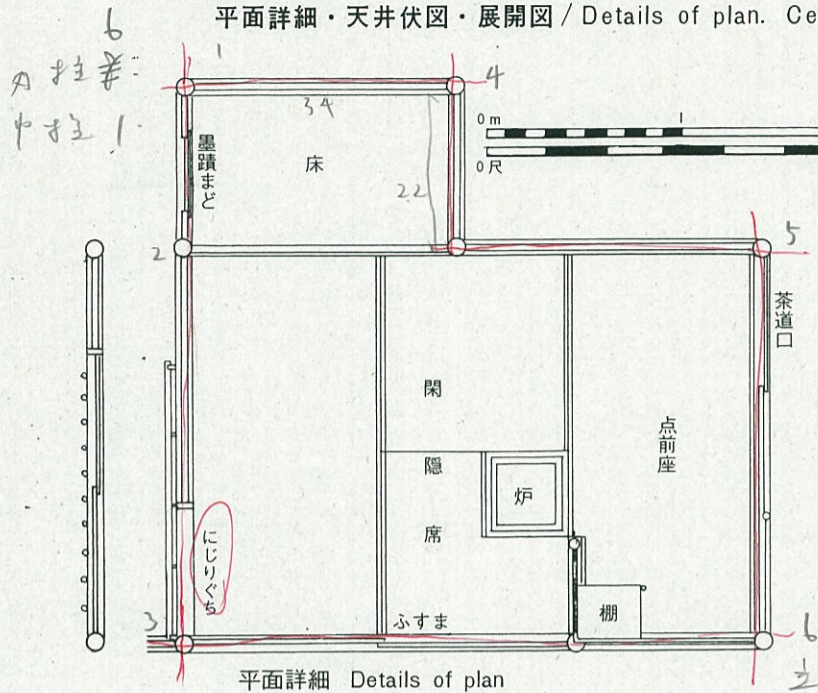 平面詳細・天井伏図・展開図 / Details of plan. Ce
6
1
4
中柱 1
34
0 m
1
0 尺
墨蹟まど
床
22
2
5
茶道口
閑隠席
点前座
炉
にじりぐち
3
ふすま
棚
6
平面詳細 Details of plan